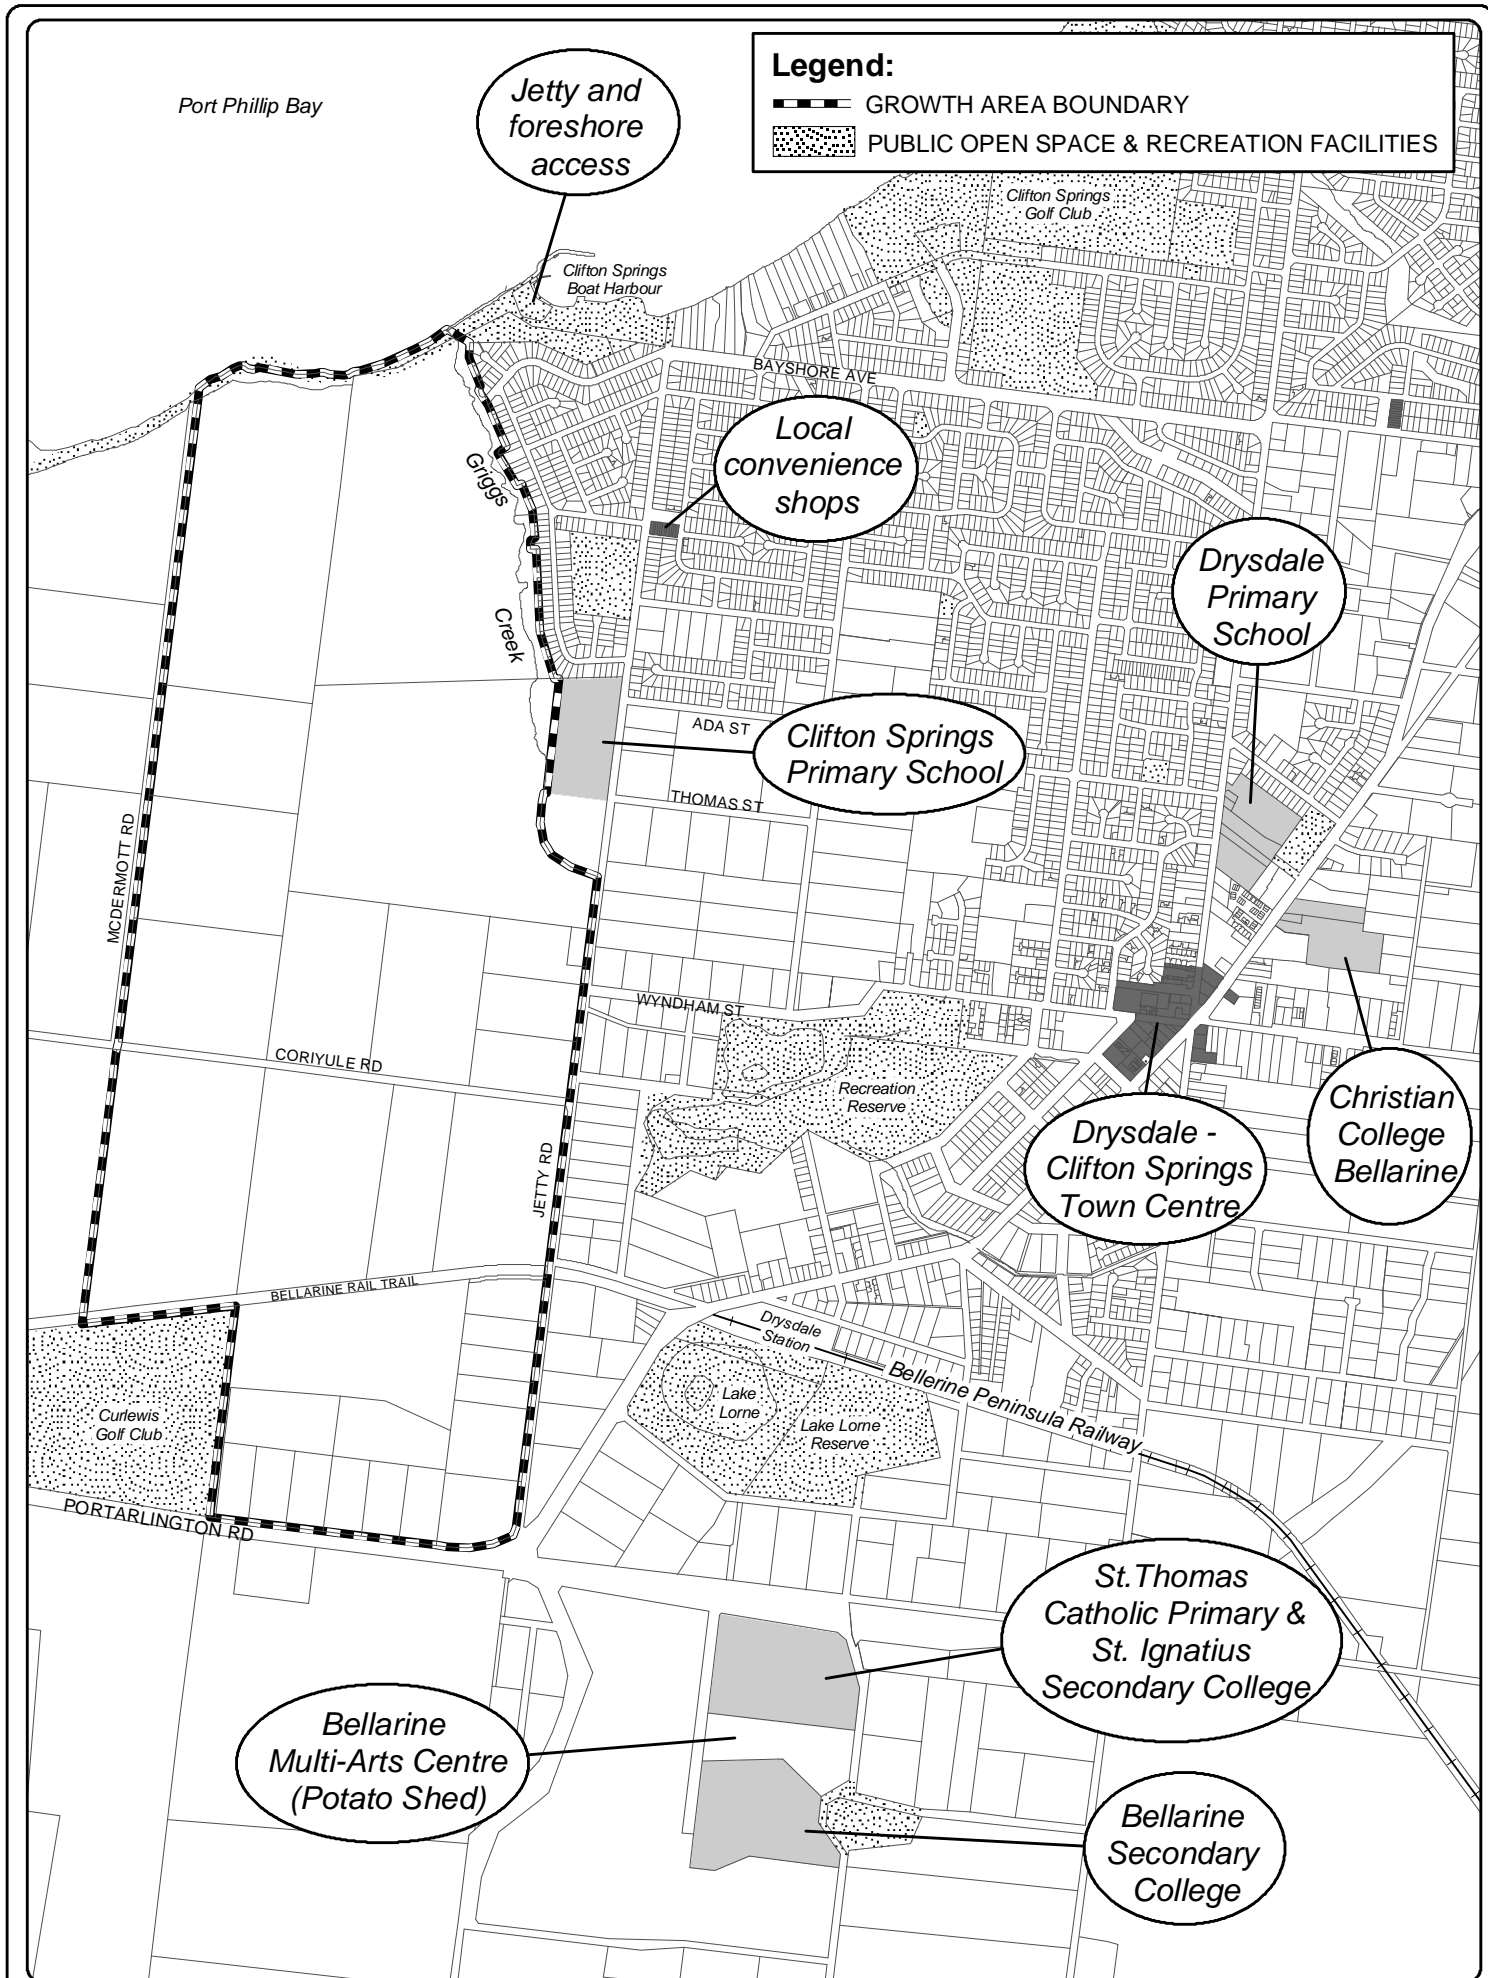 Legend:
GROWTH AREA BOUNDARY
PUBLIC OPEN SPACE & RECREATION FACILITIES
Port Phillip Bay
Jetty and
foreshore
access
Clifton Springs
Golf Club
Clifton Springs
Boat Harbour
BAYSHORE AVE
Local
convenience
shops
Griggs
Creek
Drysdale
Primary
School
ADA ST
Clifton Springs
Primary School
THOMAS ST
MCDERMOTT RD
WYNDHAM ST
CORIYULE RD
Recreation
Reserve
Christian
College
Bellarine
Drysdale -
Clifton Springs
Town Centre
JETTY RD
BELLARINE RAIL TRAIL
Drysdale
Station
Bellerine Peninsula Railway
Lake
Lorne
Lake Lorne
Reserve
Curlewis
Golf Club
PORTARLINGTON RD
St.Thomas
Catholic Primary &
St. Ignatius
Secondary College
Bellarine
Multi-Arts Centre
(Potato Shed)
Bellarine
Secondary
College